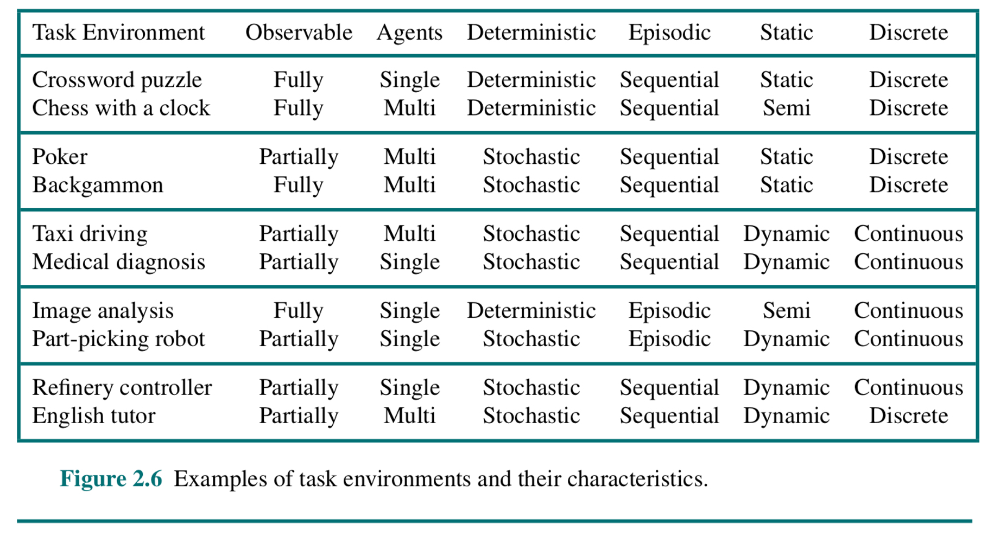 Task Environment Observable Agents Deterministic Episodic Static Discrete
Crossword puzzle Fully Single Deterministic Sequential Static Discrete
Chess with a clock Fully Multi Deterministic Sequential Semi Discrete
Poker Partially Multi Stochastic Sequential Static Discrete
Backgammon Fully Multi Stochastic Sequential Static Discrete
Taxi driving Partially Multi Stochastic Sequential Dynamic Continuous
Medical diagnosis Partially Single Stochastic Sequential Dynamic Continuous
Image analysis Fully Single Deterministic Episodic Semi Continuous
Part-picking robot Partially Single Stochastic Episodic Dynamic Continuous
Refinery controller Partially Single Stochastic Sequential Dynamic Continuous
English tutor Partially Multi Stochastic Sequential Dynamic Discrete
Figure 2.6 Examples of task environments and their characteristics.